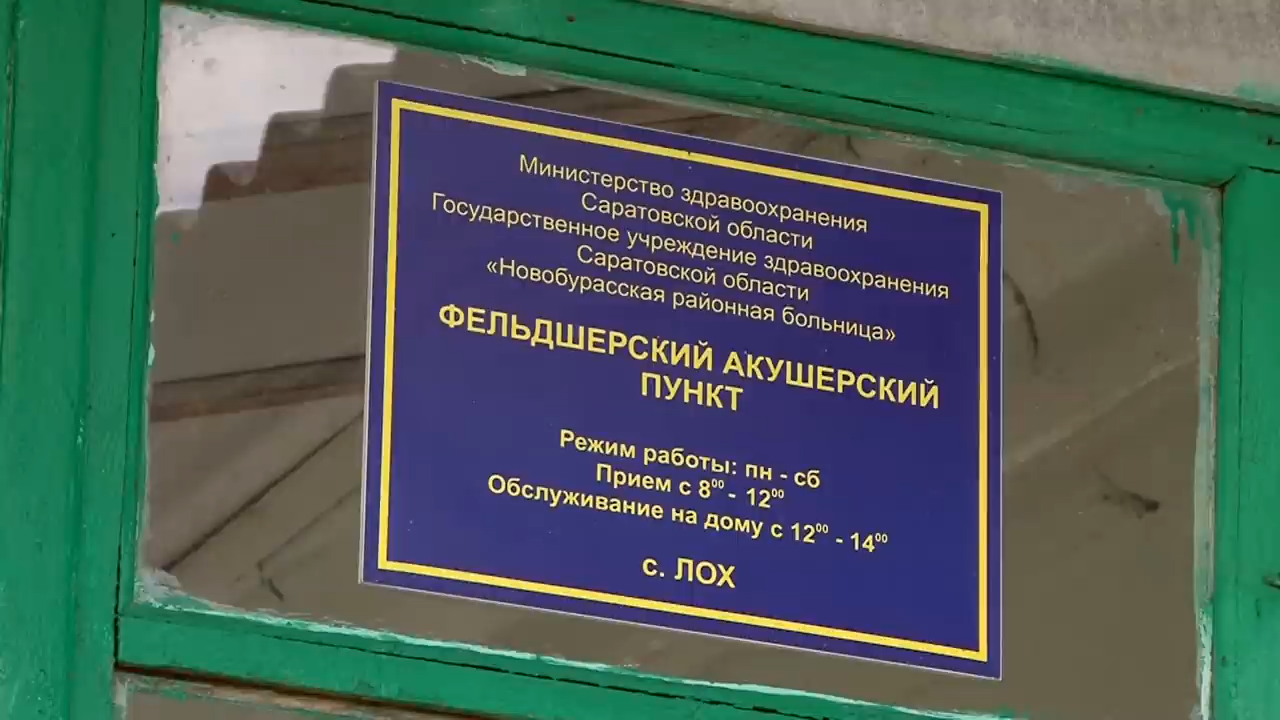 Министерство здравоохранения
Саратовской области
Государственное учреждение здравоохранения
Саратовской области
«Новобурасская районная больница»
ФЕЛЬДШЕРСКИЙ АКУШЕРСКИЙ
ПУНКТ
Режим работы: пн - сб
Прием с 8⁰⁰ - 12⁰⁰
Обслуживание на дому с 12⁰⁰ - 14⁰⁰
с. ЛОХ